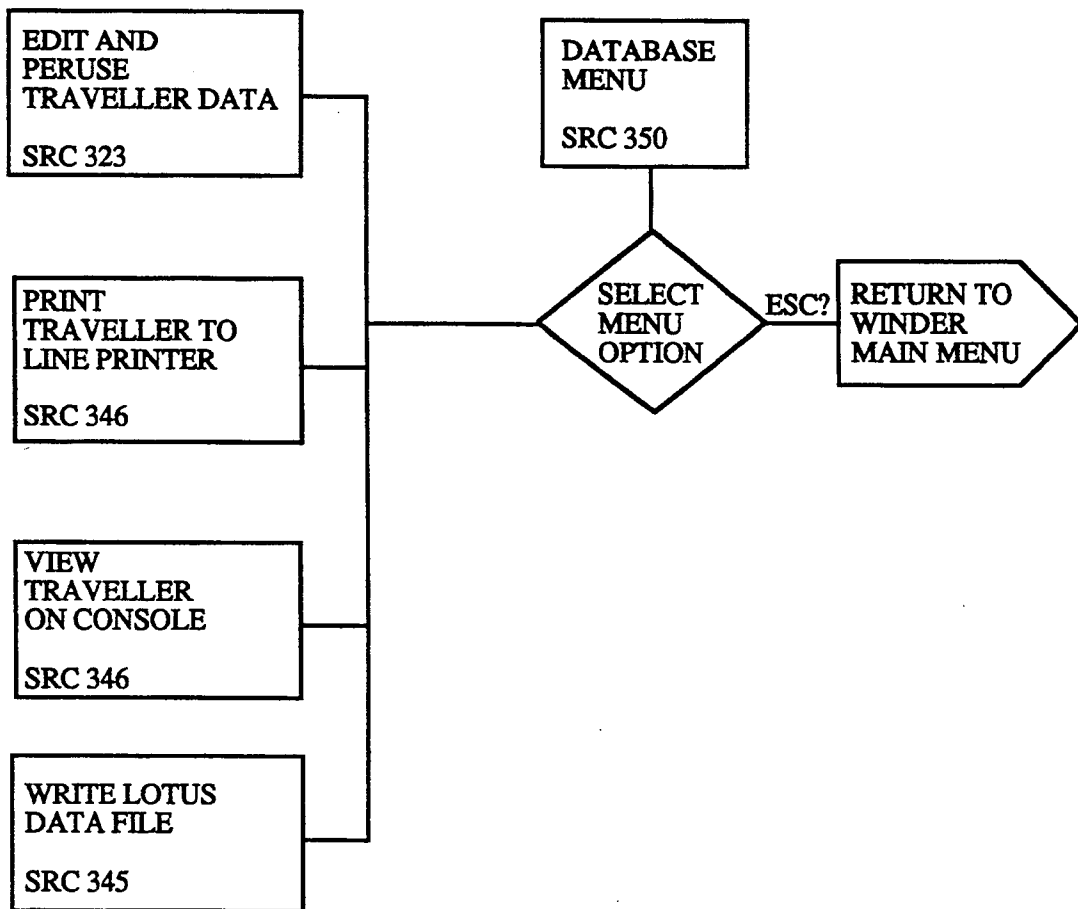 EDIT AND
PERUSE
TRAVELLER DATA
SRC 323
PRINT
TRAVELLER TO
LINE PRINTER
SRC 346
VIEW
TRAVELLER
ON CONSOLE
SRC 346
WRITE LOTUS
DATA FILE
SRC 345
DATABASE
MENU
SRC 350
SELECT
MENU
OPTION
ESC?
RETURN TO
WINDER
MAIN MENU